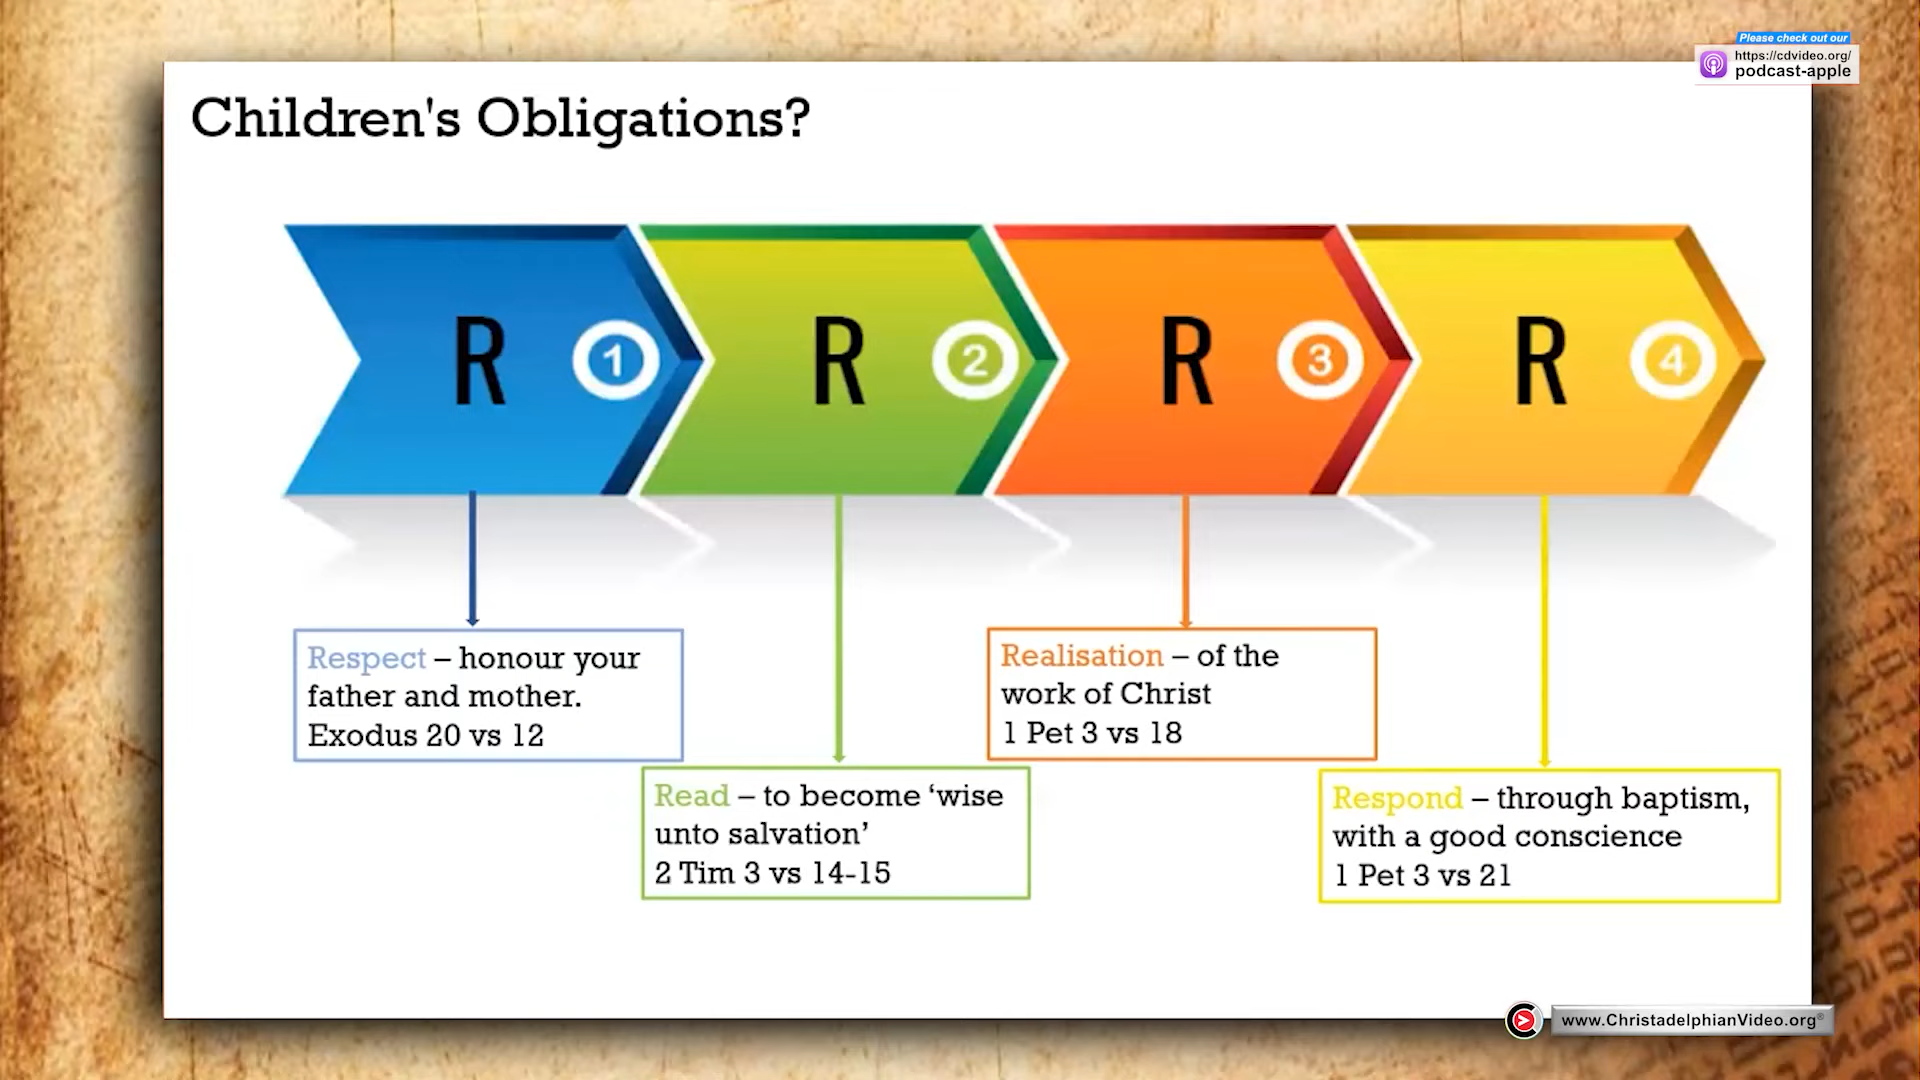 Please check out our
https://cdvideo.org/
podcast-apple
Children's Obligations?
R 1
R 2
R 3
R 4
Respect – honour your
father and mother.
Exodus 20 vs 12
Read – to become ‘wise
unto salvation’
2 Tim 3 vs 14-15
Realisation – of the
work of Christ
1 Pet 3 vs 18
Respond – through baptism,
with a good conscience
1 Pet 3 vs 21
www.ChristadelphianVideo.org®